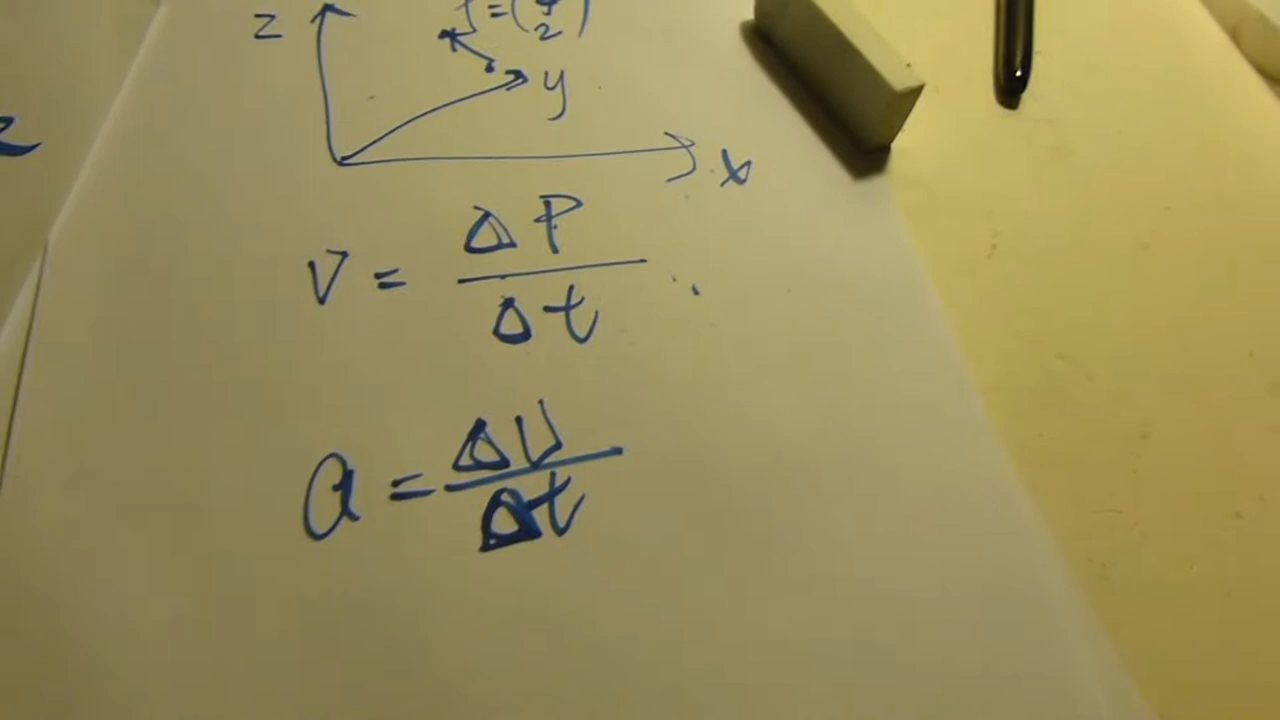 z
y
x
V = ΔP / Δt
a = ΔV / Δt